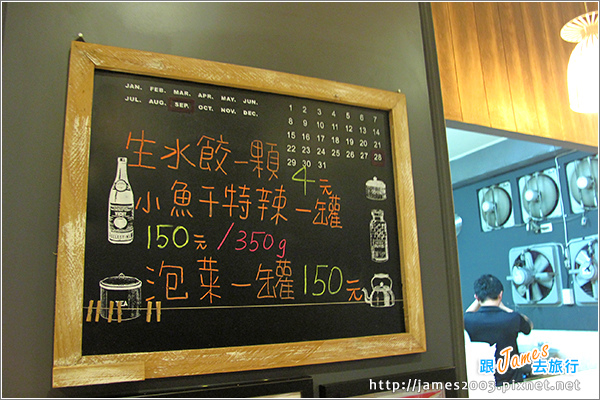 JAN. FEB. MAR. APR. MAY. JUN.
JUL. AUG. SEP. OCT. NOV. DEC.
1 2 3 4 5 6 7
8 9 10 11 12 13 14
15 16 17 18 19 20 21
22 23 24 25 26 27 28
29 30 31
生水餃一顆
4元
小魚干特辣一罐
150元/350g
泡菜一罐150元
TEA
跟James去旅行
http://james2003.pixnet.net